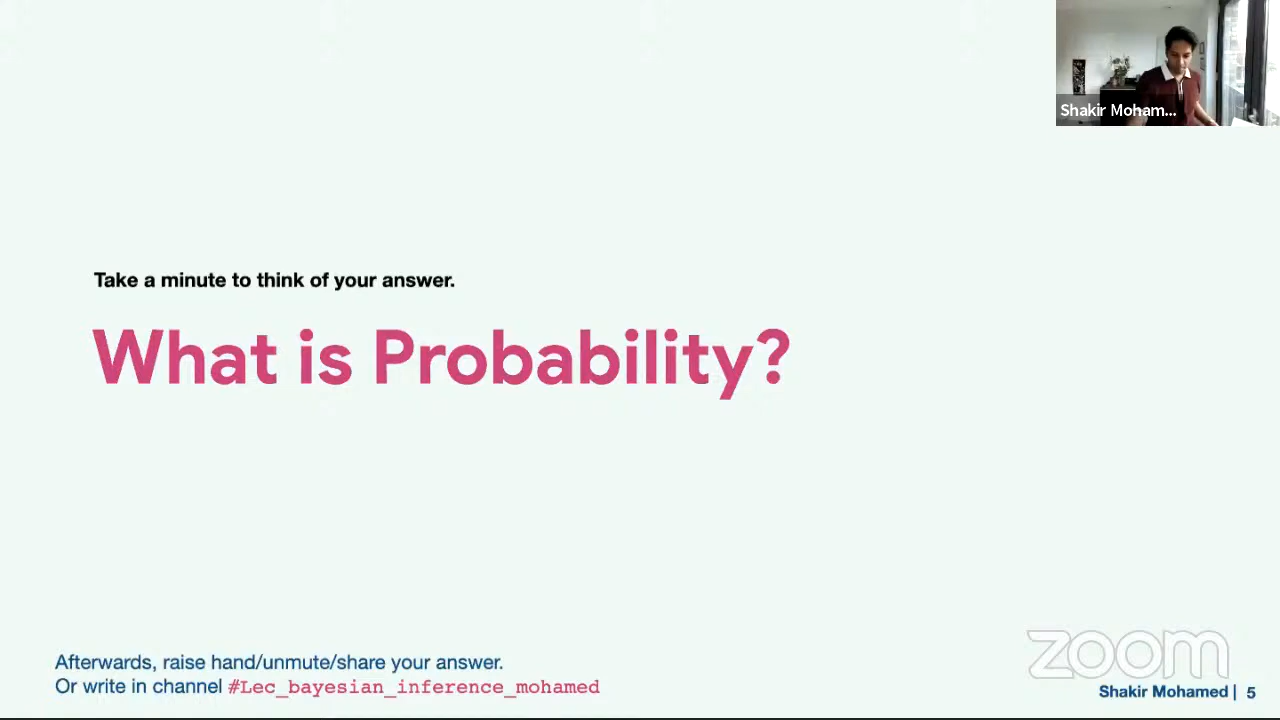 Shakir Moham...
Take a minute to think of your answer.
What is Probability?
Afterwards, raise hand/unmute/share your answer.
Or write in channel #Lec_bayesian_inference_mohamed
zoom
Shakir Mohamed | 5